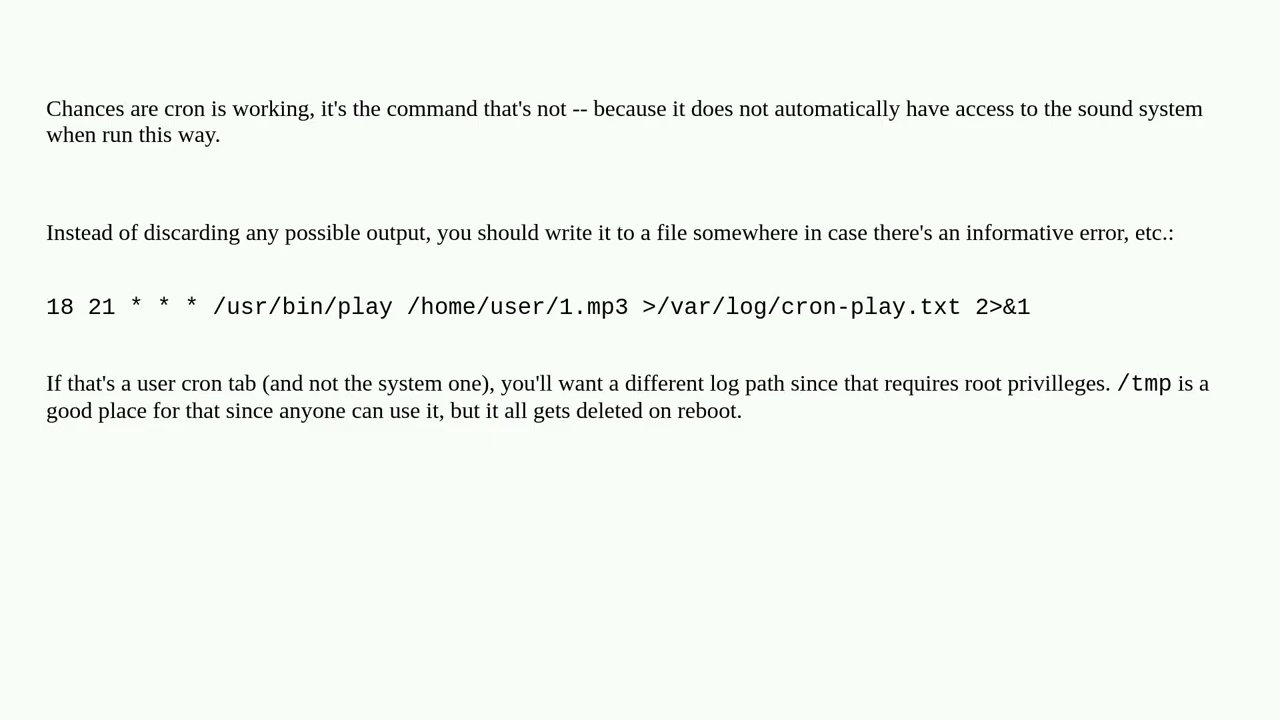 Chances are cron is working, it's the command that's not -- because it does not automatically have access to the sound system
when run this way.
Instead of discarding any possible output, you should write it to a file somewhere in case there's an informative error, etc.:
18 21 * * * /usr/bin/play /home/user/1.mp3 >/var/log/cron-play.txt 2>&1
If that's a user cron tab (and not the system one), you'll want a different log path since that requires root privilleges. /tmp is a
good place for that since anyone can use it, but it all gets deleted on reboot.